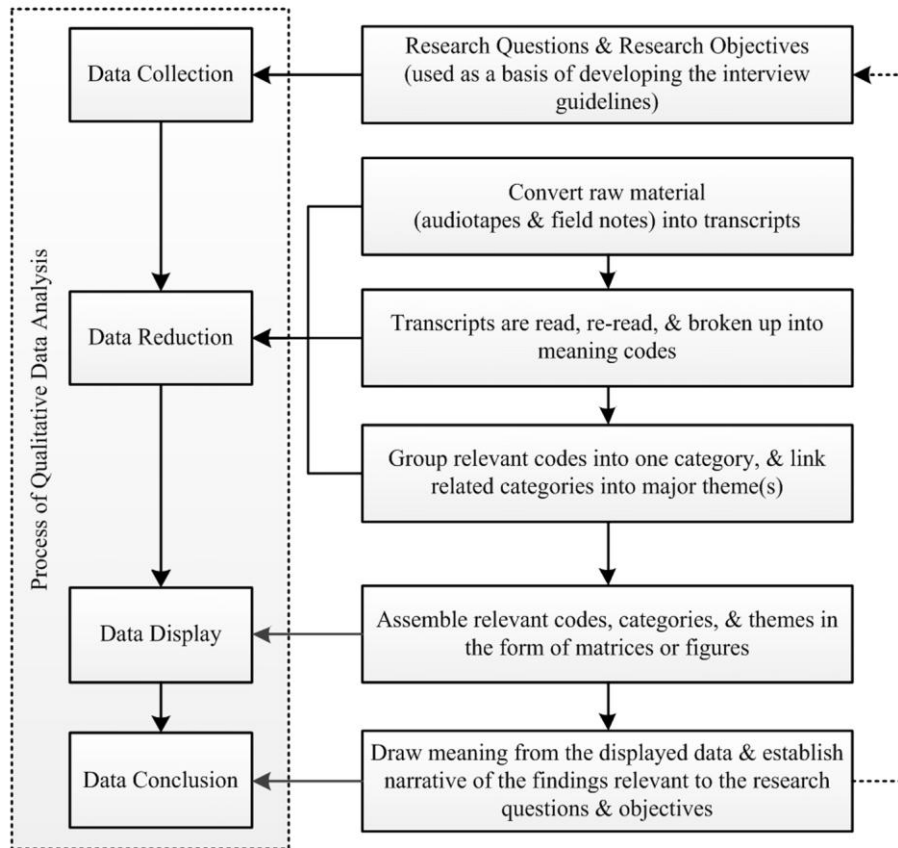 Process of Qualitative Data Analysis
Data Collection
Research Questions & Research Objectives
(used as a basis of developing the interview
guidelines)
Convert raw material
(audiotapes & field notes) into transcripts
Data Reduction
Transcripts are read, re-read, & broken up into
meaning codes
Group relevant codes into one category, & link
related categories into major theme(s)
Data Display
Assemble relevant codes, categories, & themes in
the form of matrices or figures
Data Conclusion
Draw meaning from the displayed data & establish
narrative of the findings relevant to the research
questions & objectives